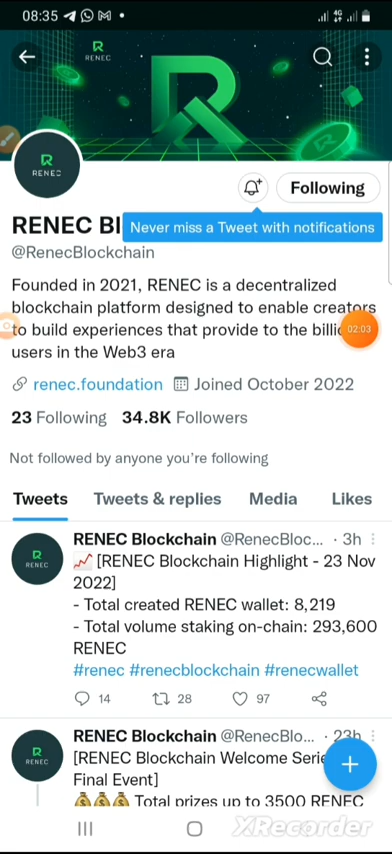 08:35
4G
RENEC
RENEC
Following
RENEC Bl
Never miss a Tweet with notifications
@RenecBlockchain
Founded in 2021, RENEC is a decentralized
blockchain platform designed to enable creators
to build experiences that provide to the billi
02:03
users in the Web3 era
renec.foundation Joined October 2022
23 Following 34.8K Followers
Not followed by anyone you're following
Tweets Tweets & replies Media Likes
RENEC Blockchain @RenecBloc... · 3h
RENEC
[RENEC Blockchain Highlight - 23 Nov
2022]
- Total created RENEC wallet: 8,219
- Total volume staking on-chain: 293,600
RENEC
#renec #renecblockchain #renecwallet
14 28 97
RENEC Blockchain @RenecBlo... · 23h
RENEC
[RENEC Blockchain Welcome Serie
Final Event]
Total prizes up to 3500 RENEC
XRecorder